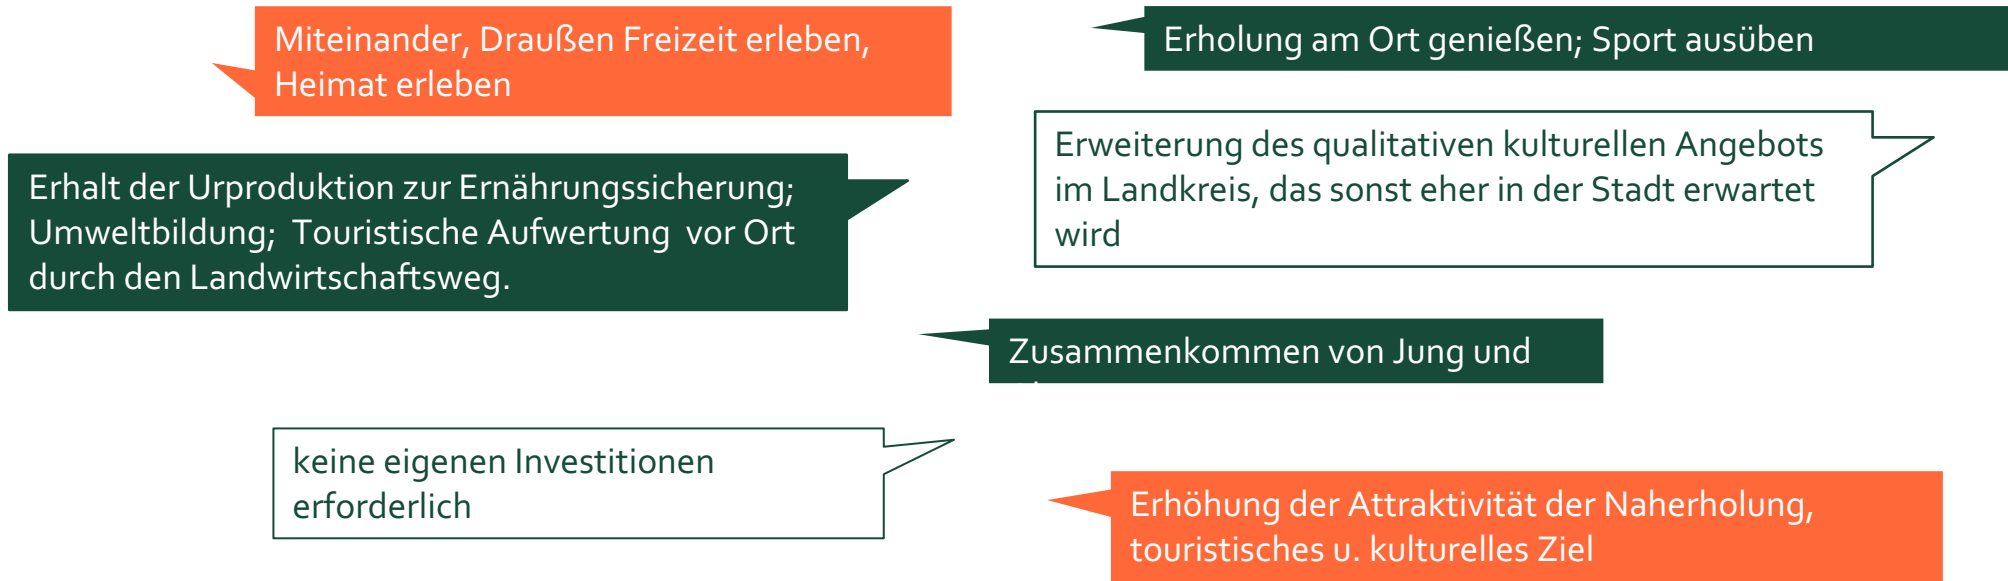 Miteinander, Draußen Freizeit erleben,
Heimat erleben
Erholung am Ort genießen; Sport ausüben
Erweiterung des qualitativen kulturellen Angebots
im Landkreis, das sonst eher in der Stadt erwartet
wird
Erhalt der Urproduktion zur Ernährungssicherung;
Umweltbildung;  Touristische Aufwertung  vor Ort
durch den Landwirtschaftsweg.
Zusammenkommen von Jung und
keine eigenen Investitionen
erforderlich
Erhöhung der Attraktivität der Naherholung,
touristisches u. kulturelles Ziel